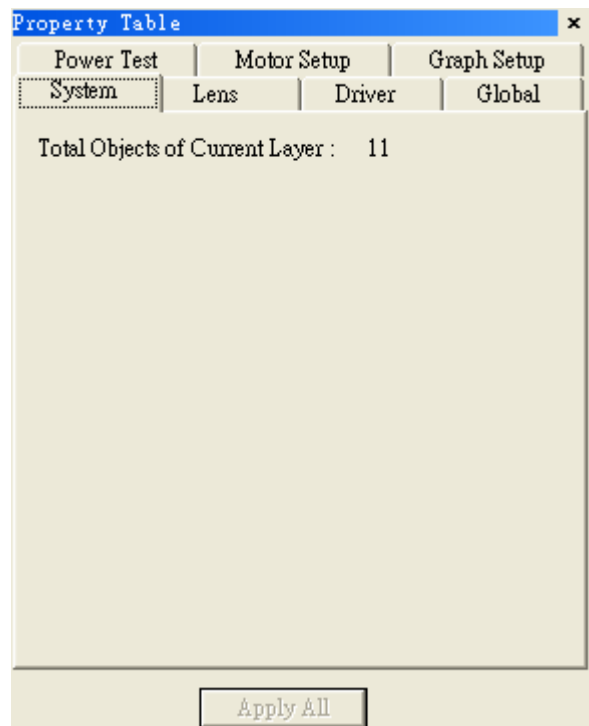 Property Table ×
Power Test Motor Setup Graph Setup
System Lens Driver Global
Total Objects of Current Layer : 11
Apply All